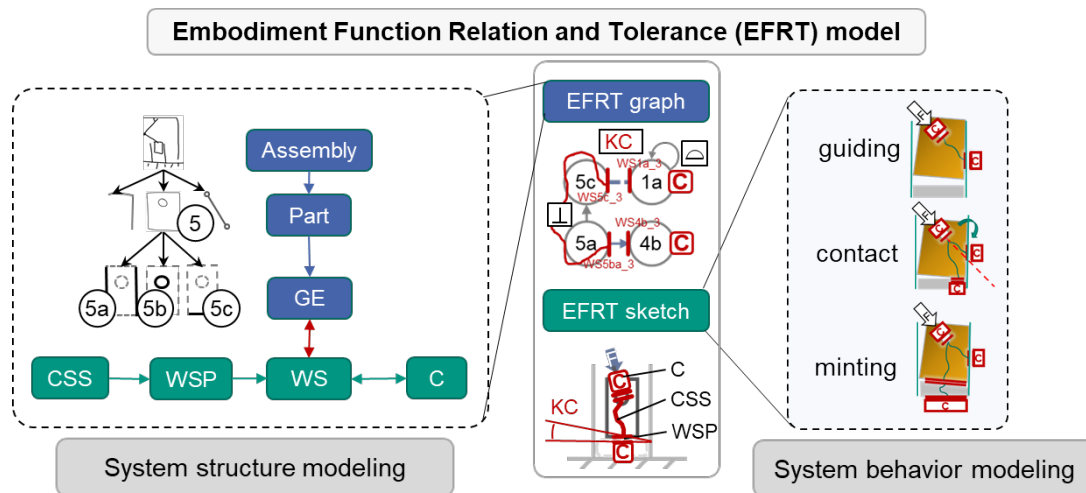 Embodiment Function Relation and Tolerance (EFRT) model
Assembly
Part
GE
5
5a
5b
5c
CSS
WSP
WS
C
System structure modeling
EFRT graph
KC
WS1a_3
5c
1a
C
WS5c_3
WS4b_3
5a
4b
C
WS5ba_3
EFRT sketch
C
C
CSS
KC
WSP
C
guiding
F
C
C
contact
F
C
C
C
minting
F
C
C
C
System behavior modeling